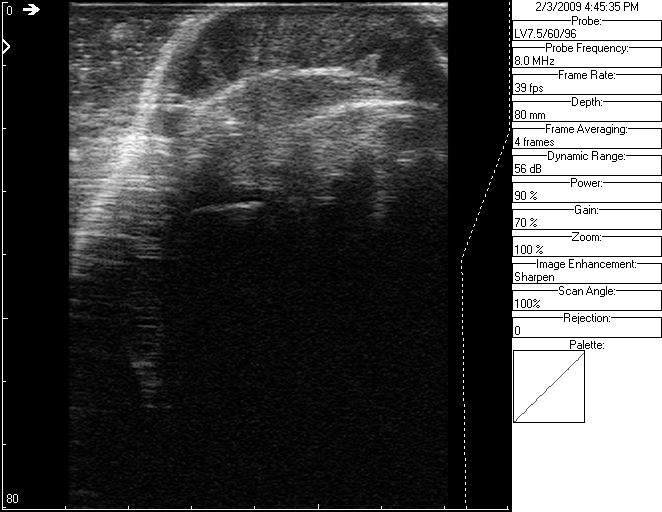 0
80
2/3/2009 4:45:35 PM
Probe:
LV7.5/60/96
Probe Frequency:
8.0 MHz
Frame Rate:
39 fps
Depth:
80 mm
Frame Averaging:
4 frames
Dynamic Range:
56 dB
Power:
90 %
Gain:
70 %
Zoom:
100 %
Image Enhancement:
Sharpen
Scan Angle:
100%
Rejection:
0
Palette: